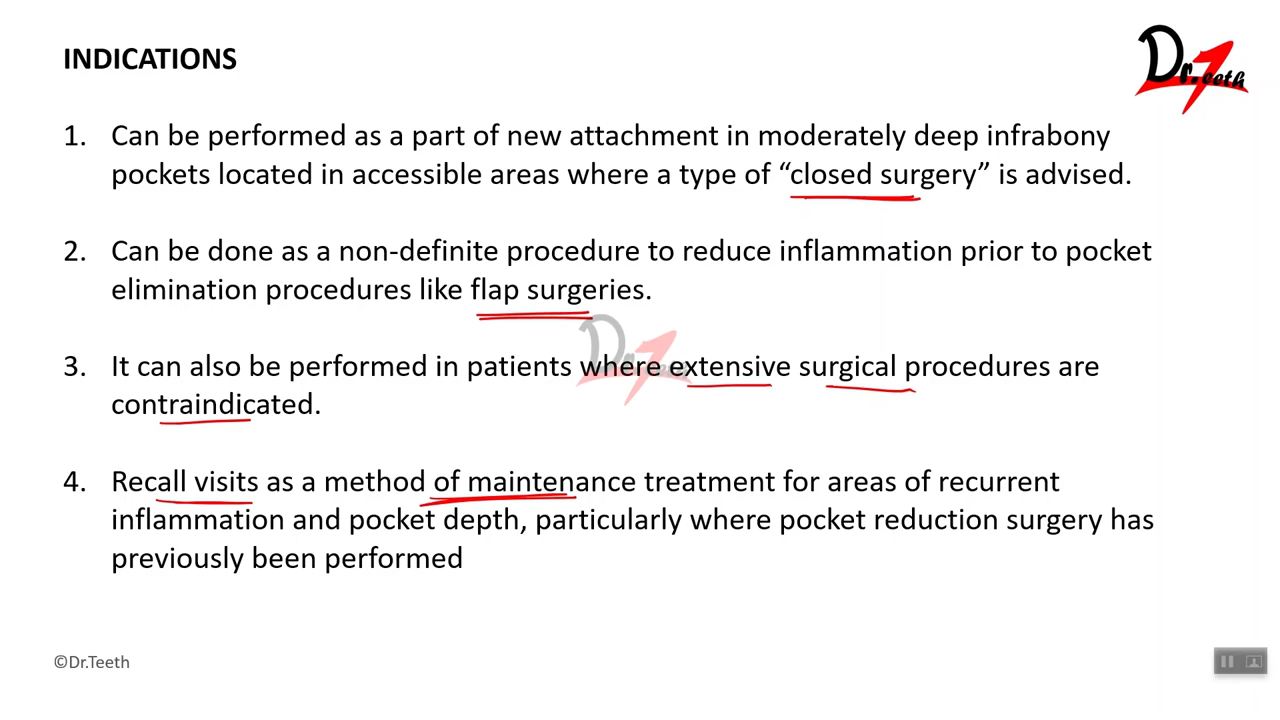 INDICATIONS
Dr.Teeth
1. Can be performed as a part of new attachment in moderately deep infrabony
pockets located in accessible areas where a type of “closed surgery” is advised.
2. Can be done as a non-definite procedure to reduce inflammation prior to pocket
elimination procedures like flap surgeries.
3. It can also be performed in patients where extensive surgical procedures are
contraindicated.
4. Recall visits as a method of maintenance treatment for areas of recurrent
inflammation and pocket depth, particularly where pocket reduction surgery has
previously been performed
©Dr.Teeth